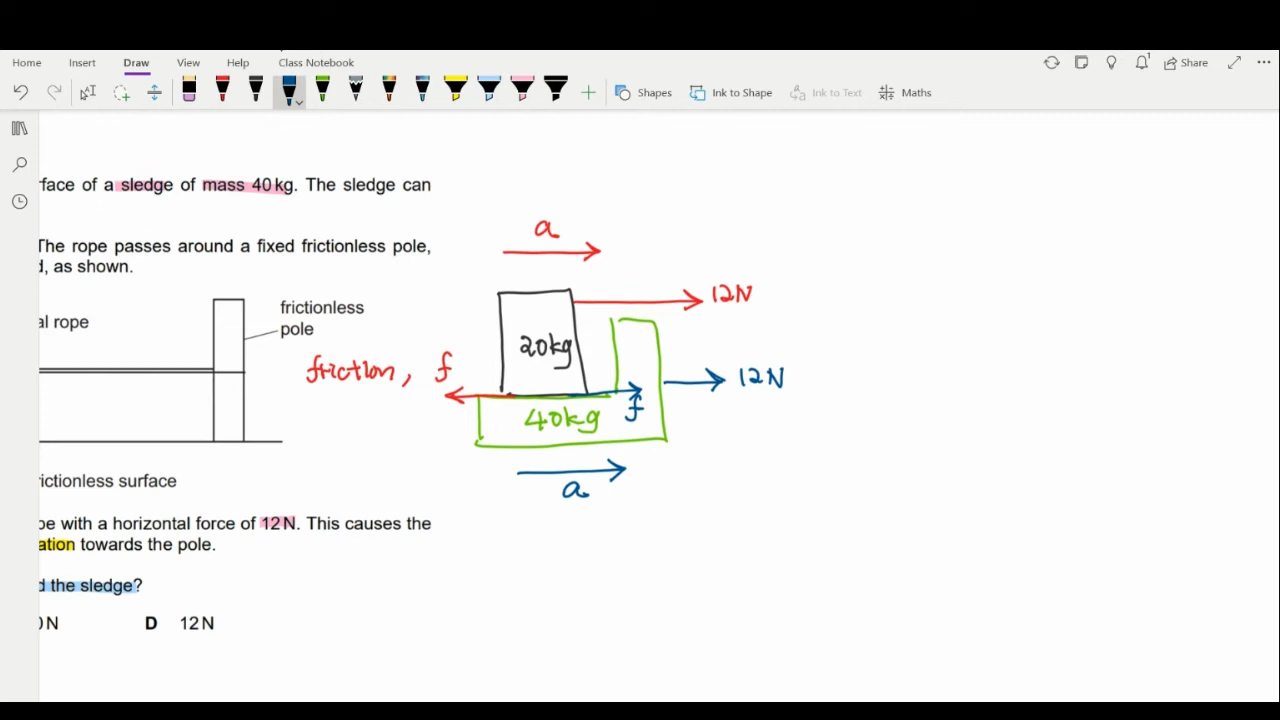 Home Insert Draw View Help Class Notebook
1 Share
Shapes Ink to Shape Ink to Text Maths
face of a sledge of mass 40 kg. The sledge can
The rope passes around a fixed frictionless pole,
d, as shown.
frictionless
pole
al rope
a
12N
20kg
friction, f
12N
f
40kg
a
rictionless surface
pe with a horizontal force of 12 N. This causes the
ation towards the pole.
d the sledge?
0 N D 12 N